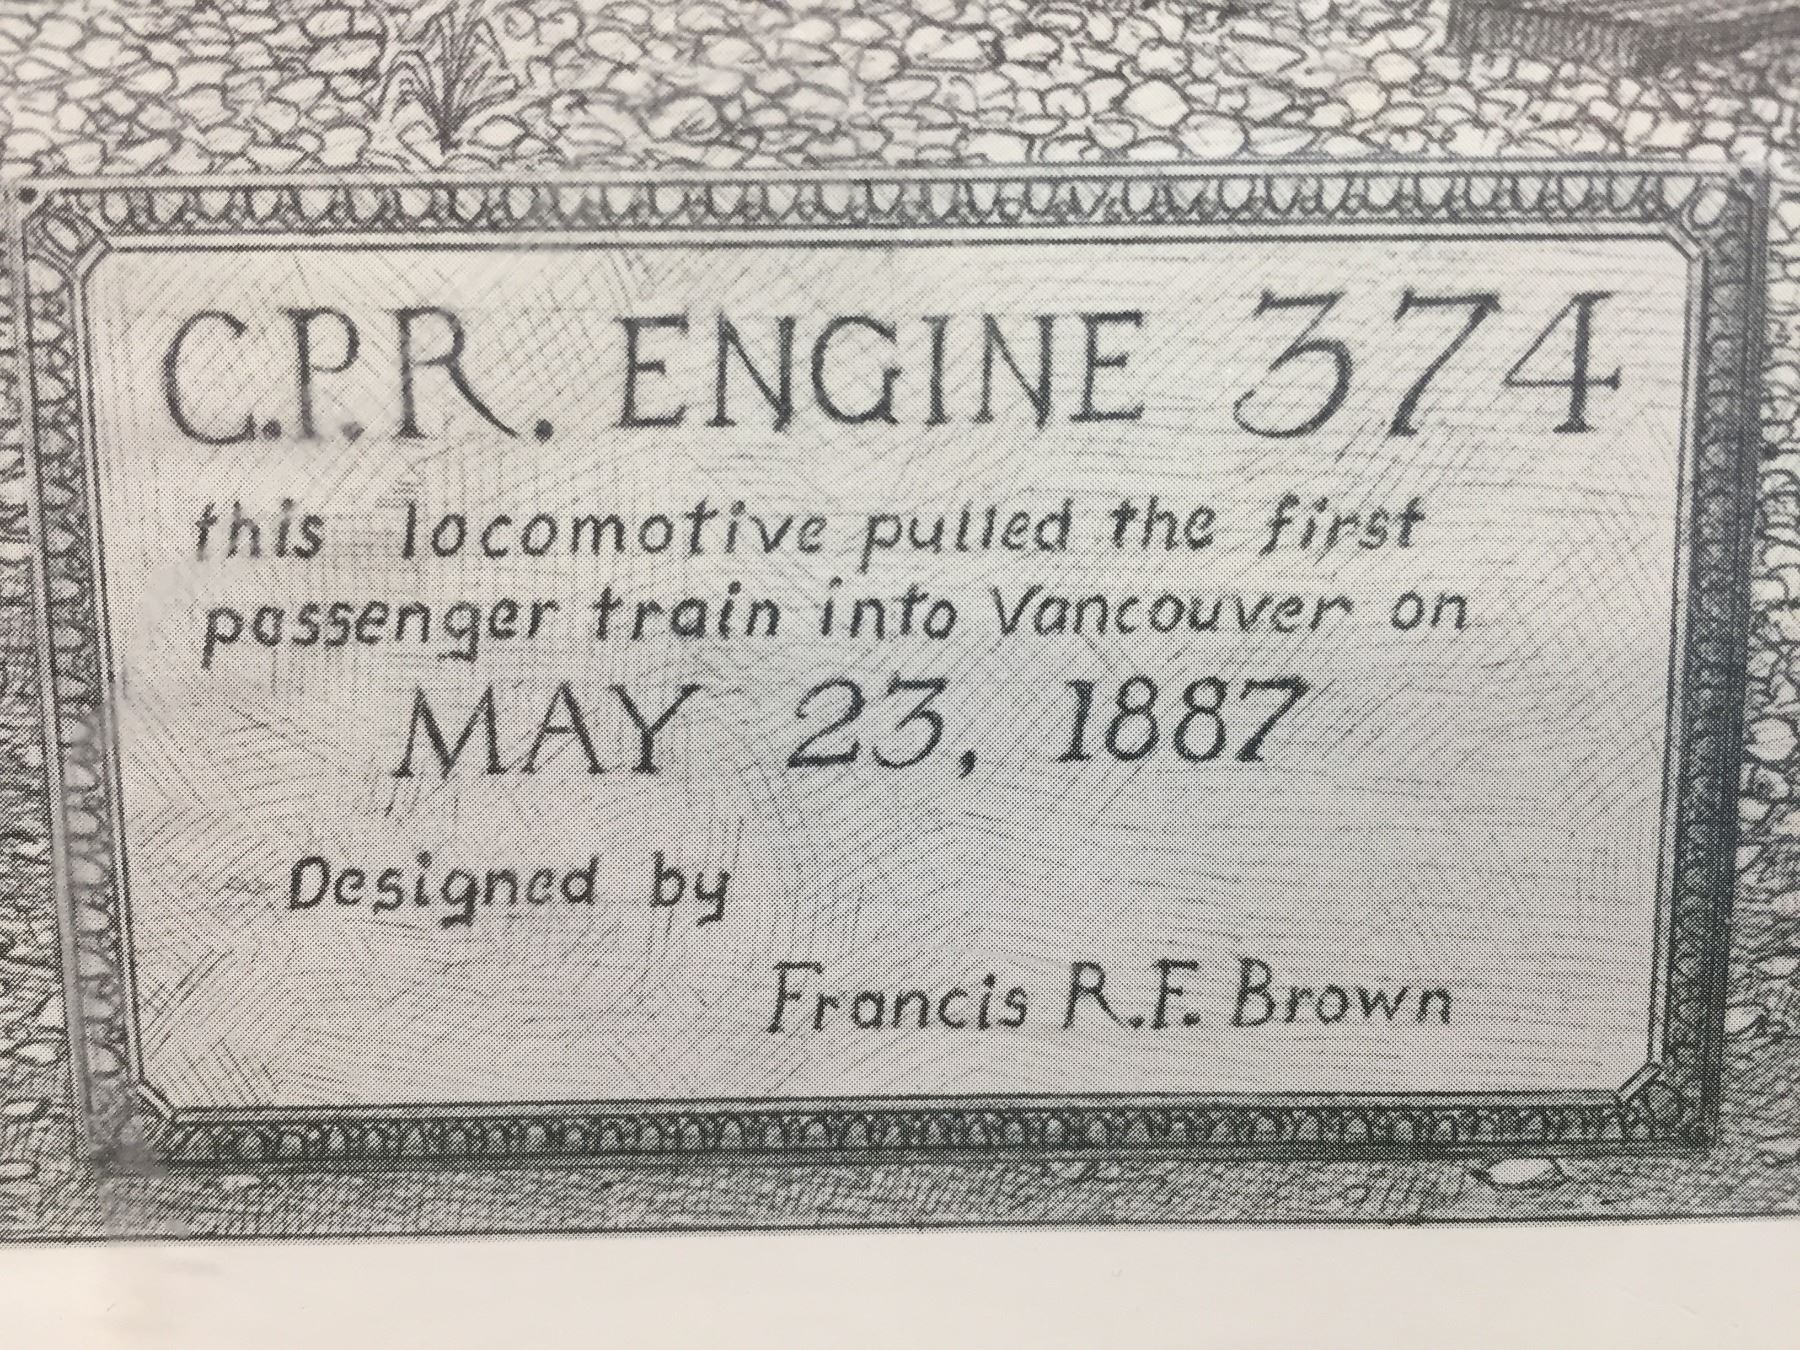 C.P.R. ENGINE 374
this locomotive pulled the first
passenger train into Vancouver on
MAY 23, 1887
Designed by
Francis R.F. Brown